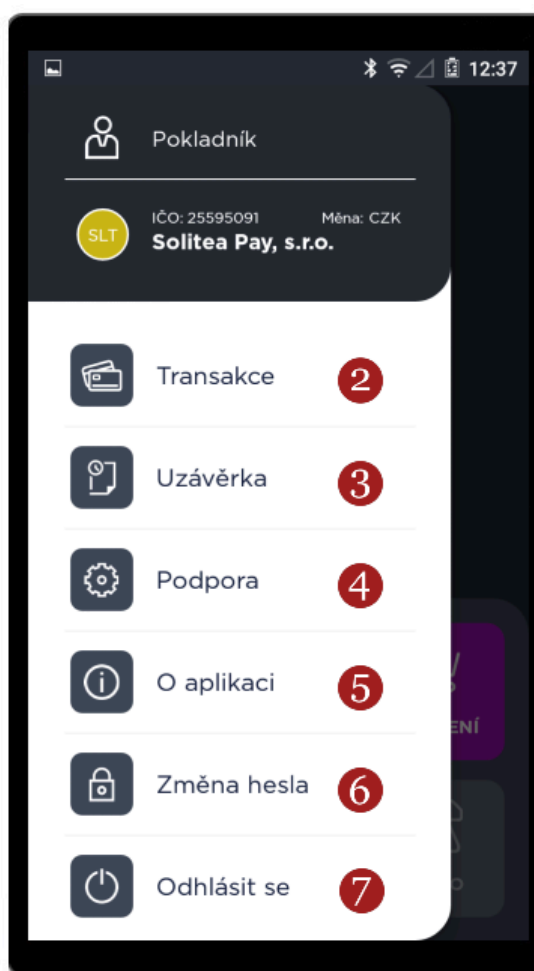 12:37
Pokladník
IČO: 25595091 Měna: CZK
SLT
Solitea Pay, s.r.o.
Transakce 2
Uzávěrka 3
Podpora 4
O aplikaci 5
ENÍ
Změna hesla 6
Odhlásit se 7